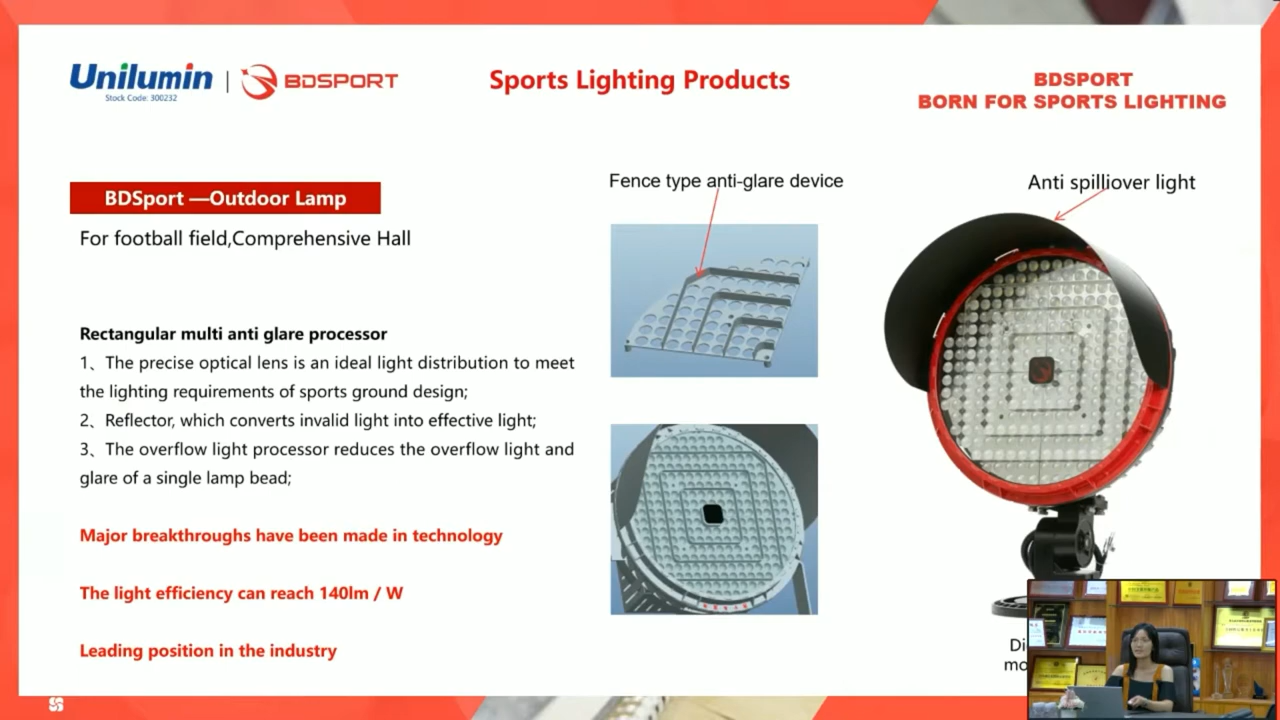 Unilumin
Stock Code: 300232
BDSPORT
Sports Lighting Products
BDSPORT
BORN FOR SPORTS LIGHTING
BDSport —Outdoor Lamp
For football field,Comprehensive Hall
Fence type anti-glare device
Anti spilliover light
Rectangular multi anti glare processor
1、The precise optical lens is an ideal light distribution to meet
the lighting requirements of sports ground design;
2、Reflector, which converts invalid light into effective light;
3、The overflow light processor reduces the overflow light and
glare of a single lamp bead;
Major breakthroughs have been made in technology
The light efficiency can reach 140lm / W
Leading position in the industry